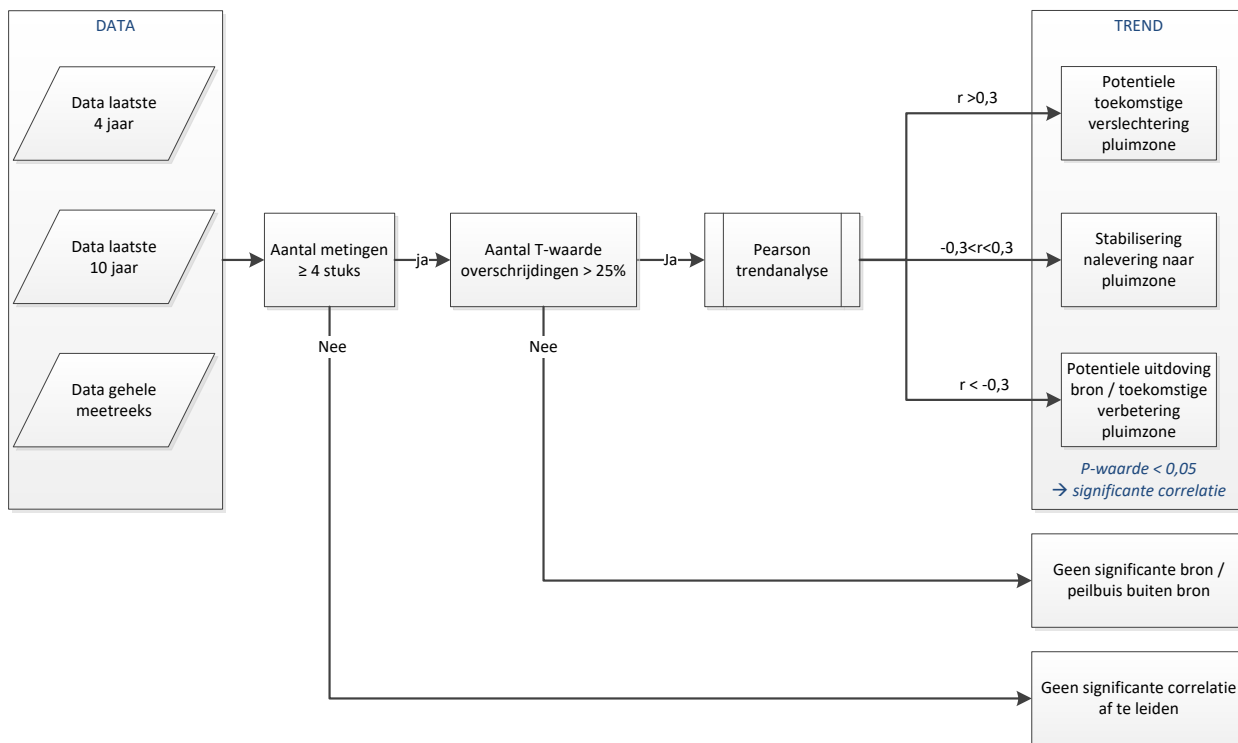 DATA
Data laatste
4 jaar
Data laatste
10 jaar
Data gehele
meetreeks
Aantal metingen
≥ 4 stuks
ja
Nee
Aantal T-waarde
overschrijdingen > 25%
Ja
Nee
Pearson
trendanalyse
r >0,3
-0,3<r<0,3
r < -0,3
TREND
Potentiele
toekomstige
verslechtering
pluimzone
Stabilisering
nalevering naar
pluimzone
Potentiele uitdoving
bron / toekomstige
verbetering
pluimzone
P-waarde < 0,05
→ significante correlatie
Geen significante bron /
peilbuis buiten bron
Geen significante correlatie
af te leiden